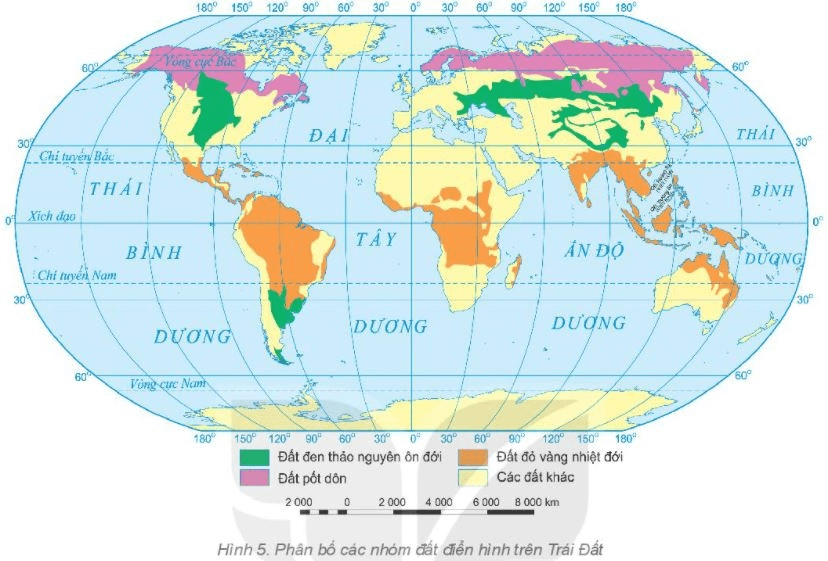 180° 150° 120° 90° 60° 30° 0° 30° 60° 90° 120° 150° 180°
Vòng cực Bắc
60° 60°
ĐẠI
30° THÁI 30°
Chí tuyến Bắc
THÁI BÌNH
0° Xích đạo 0°
TÂY
BÌNH ẤN ĐỘ DƯƠNG
Chí tuyến Nam
30° 30°
DƯƠNG DƯƠNG DƯƠNG
60° Vòng cực Nam 60°
180° 150° 120° 90° 60° 30° 0° 30° 60° 90° 120° 150° 180°
Đất đen thảo nguyên ôn đới Đất đỏ vàng nhiệt đới
Đất pốt dôn Các đất khác
2 000 0 2 000 4 000 6 000 8 000 km
Hình 5. Phân bố các nhóm đất điển hình trên Trái Đất